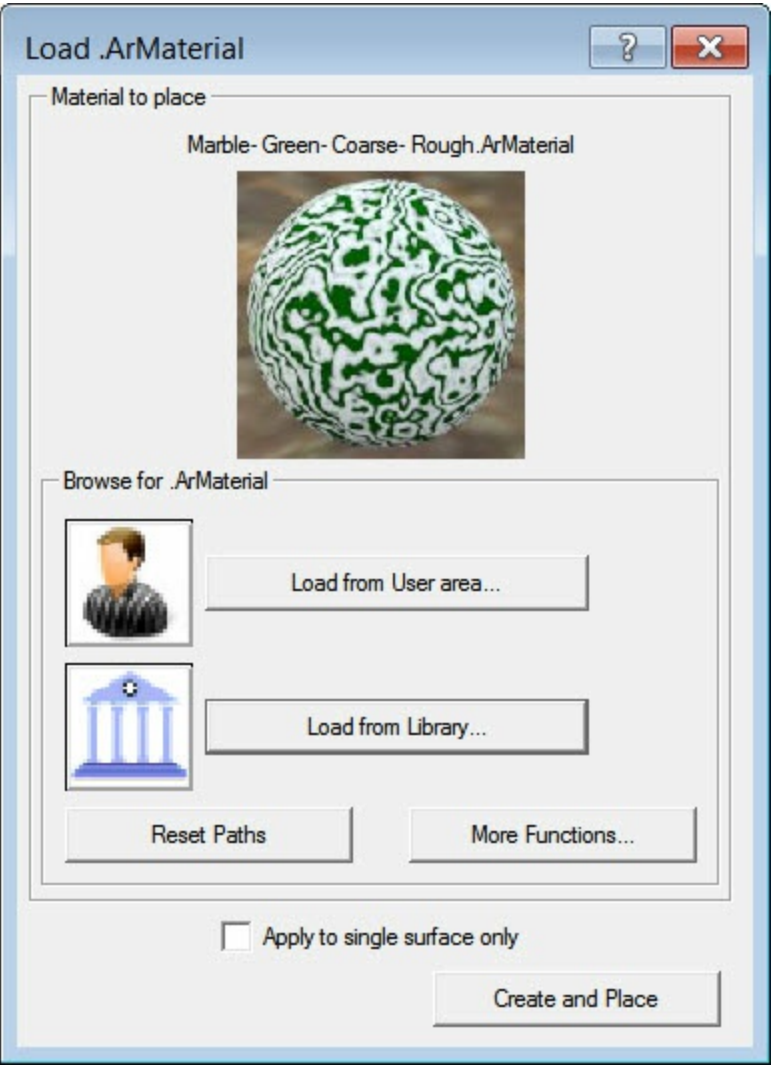 Load .ArMaterial
?
Material to place
Marble- Green- Coarse- Rough.ArMaterial
Browse for .ArMaterial
Load from User area...
Load from Library...
Reset Paths
More Functions...
Apply to single surface only
Create and Place